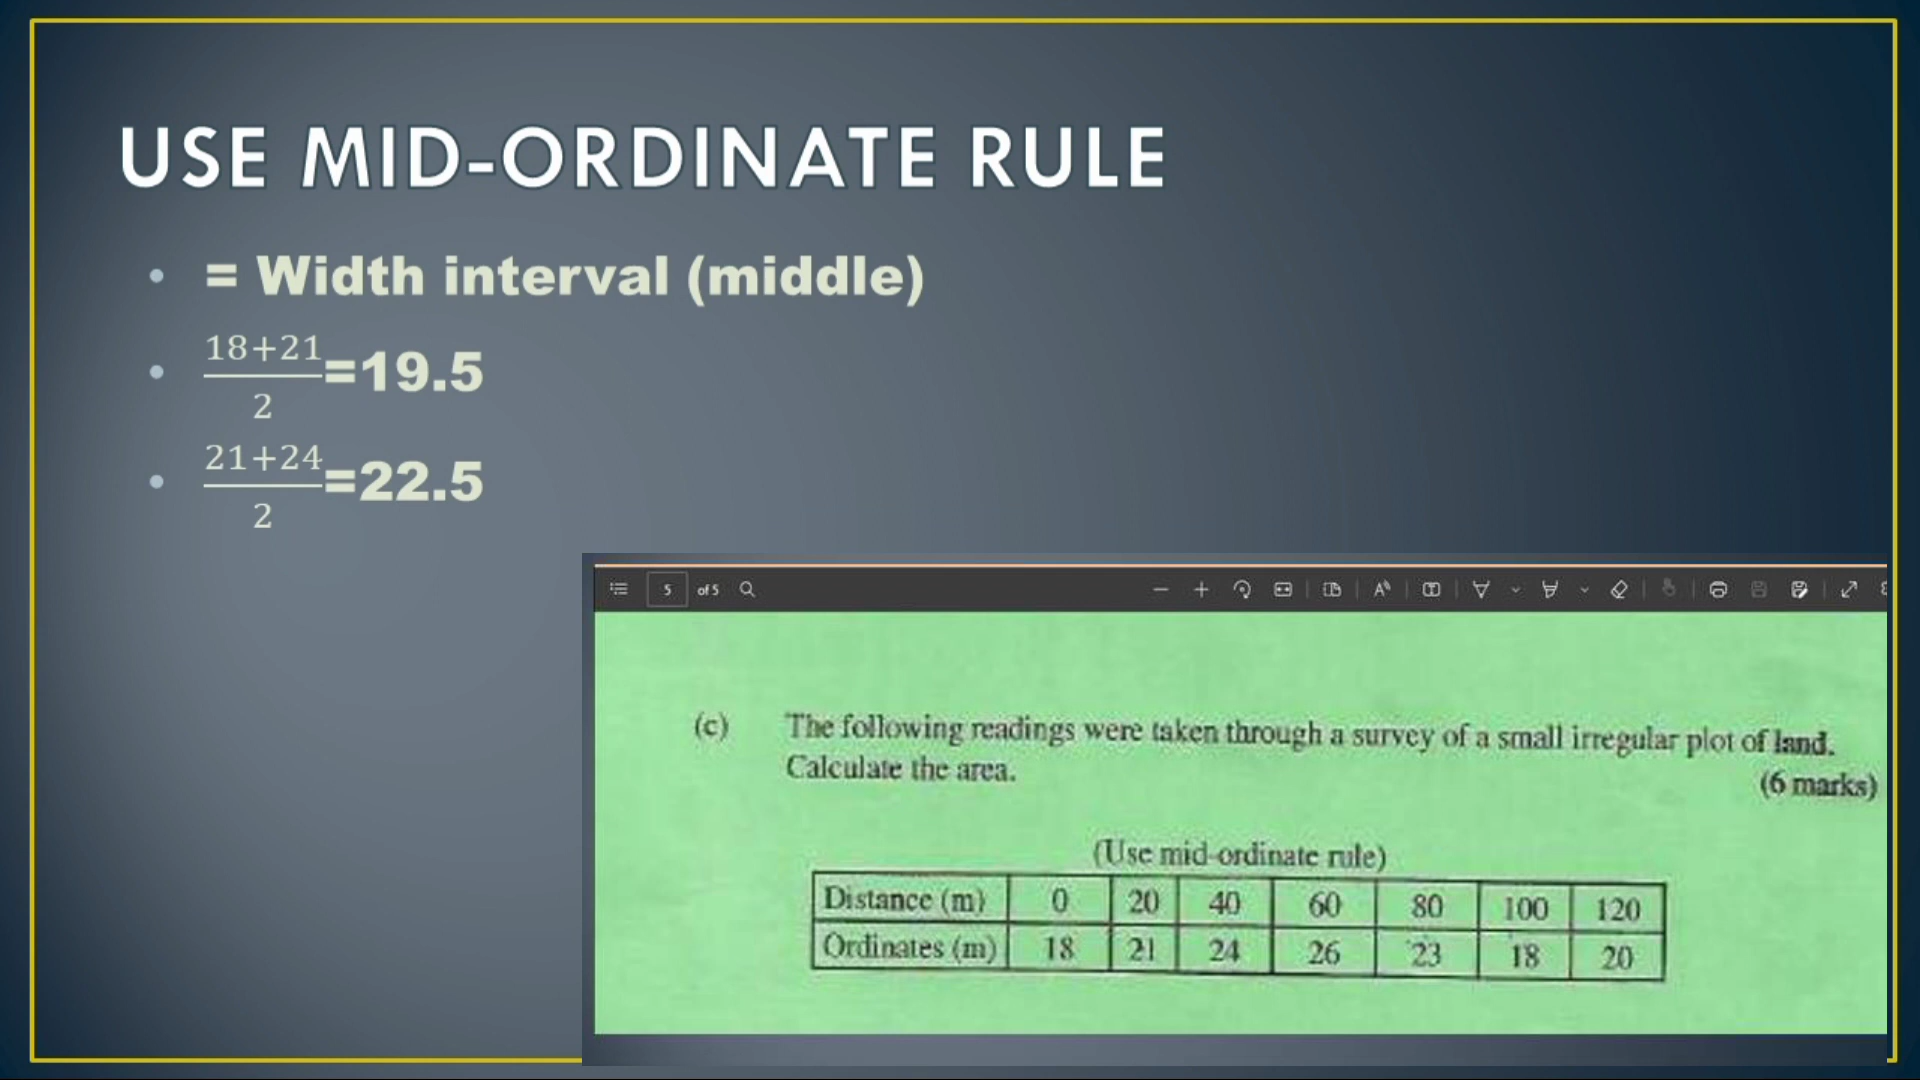 USE MID-ORDINATE RULE
• = Width interval (middle)
• 18+21/2=19.5
• 21+24/2=22.5
5 of 5
(c) The following readings were taken through a survey of a small irregular plot of land.
Calculate the area.
(6 marks)
(Use mid-ordinate rule)
Distance (m) 0 20 40 60 80 100 120
Ordinates (m) 18 21 24 26 23 18 20